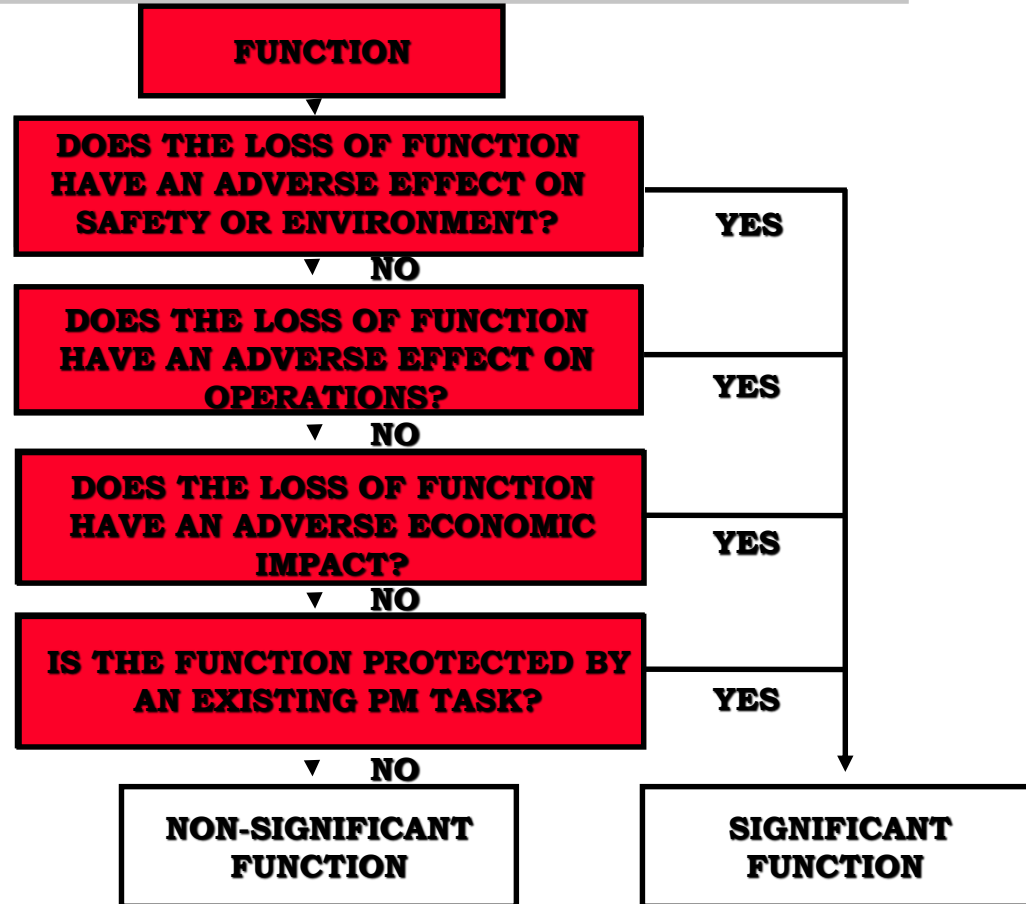 FUNCTION
DOES THE LOSS OF FUNCTION
HAVE AN ADVERSE EFFECT ON
SAFETY OR ENVIRONMENT?
YES
NO
DOES THE LOSS OF FUNCTION
HAVE AN ADVERSE EFFECT ON
OPERATIONS?
YES
NO
DOES THE LOSS OF FUNCTION
HAVE AN ADVERSE ECONOMIC
IMPACT?
YES
NO
IS THE FUNCTION PROTECTED BY
AN EXISTING PM TASK?
YES
NO
NON-SIGNIFICANT
FUNCTION
SIGNIFICANT
FUNCTION